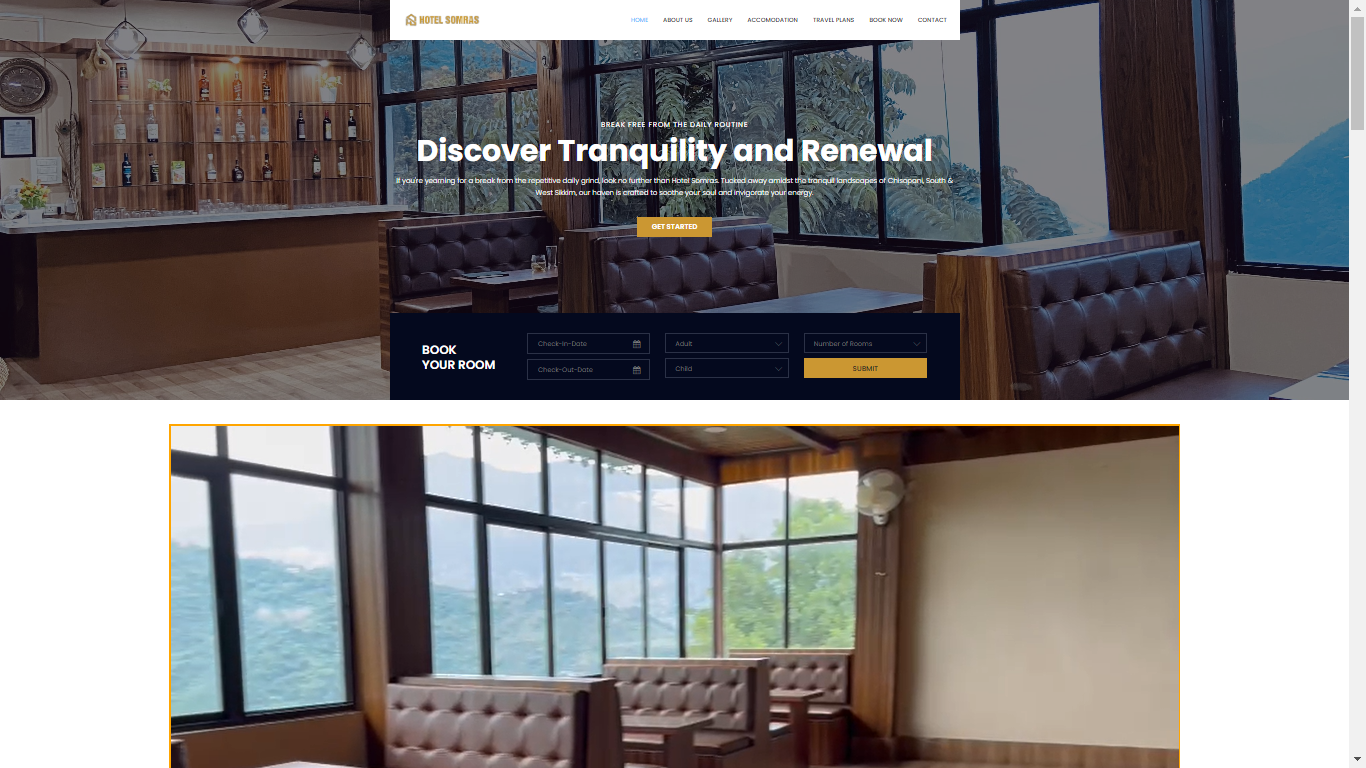 HOTEL SOMRAS
HOME ABOUT US GALLERY ACCOMODATION TRAVEL PLANS BOOK NOW CONTACT
BREAK FREE FROM THE DAILY ROUTINE
Discover Tranquility and Renewal
If you're yearning for a break from the repetitive daily grind, look no further than Hotel Somras. Tucked away amidst the tranquil landscapes of Chisopani, South &
West Sikkim, our haven is crafted to soothe your soul and invigorate your energy.
GET STARTED
BOOK
YOUR ROOM
Check-In-Date
Check-Out-Date
Adult
Child
Number of Rooms
SUBMIT